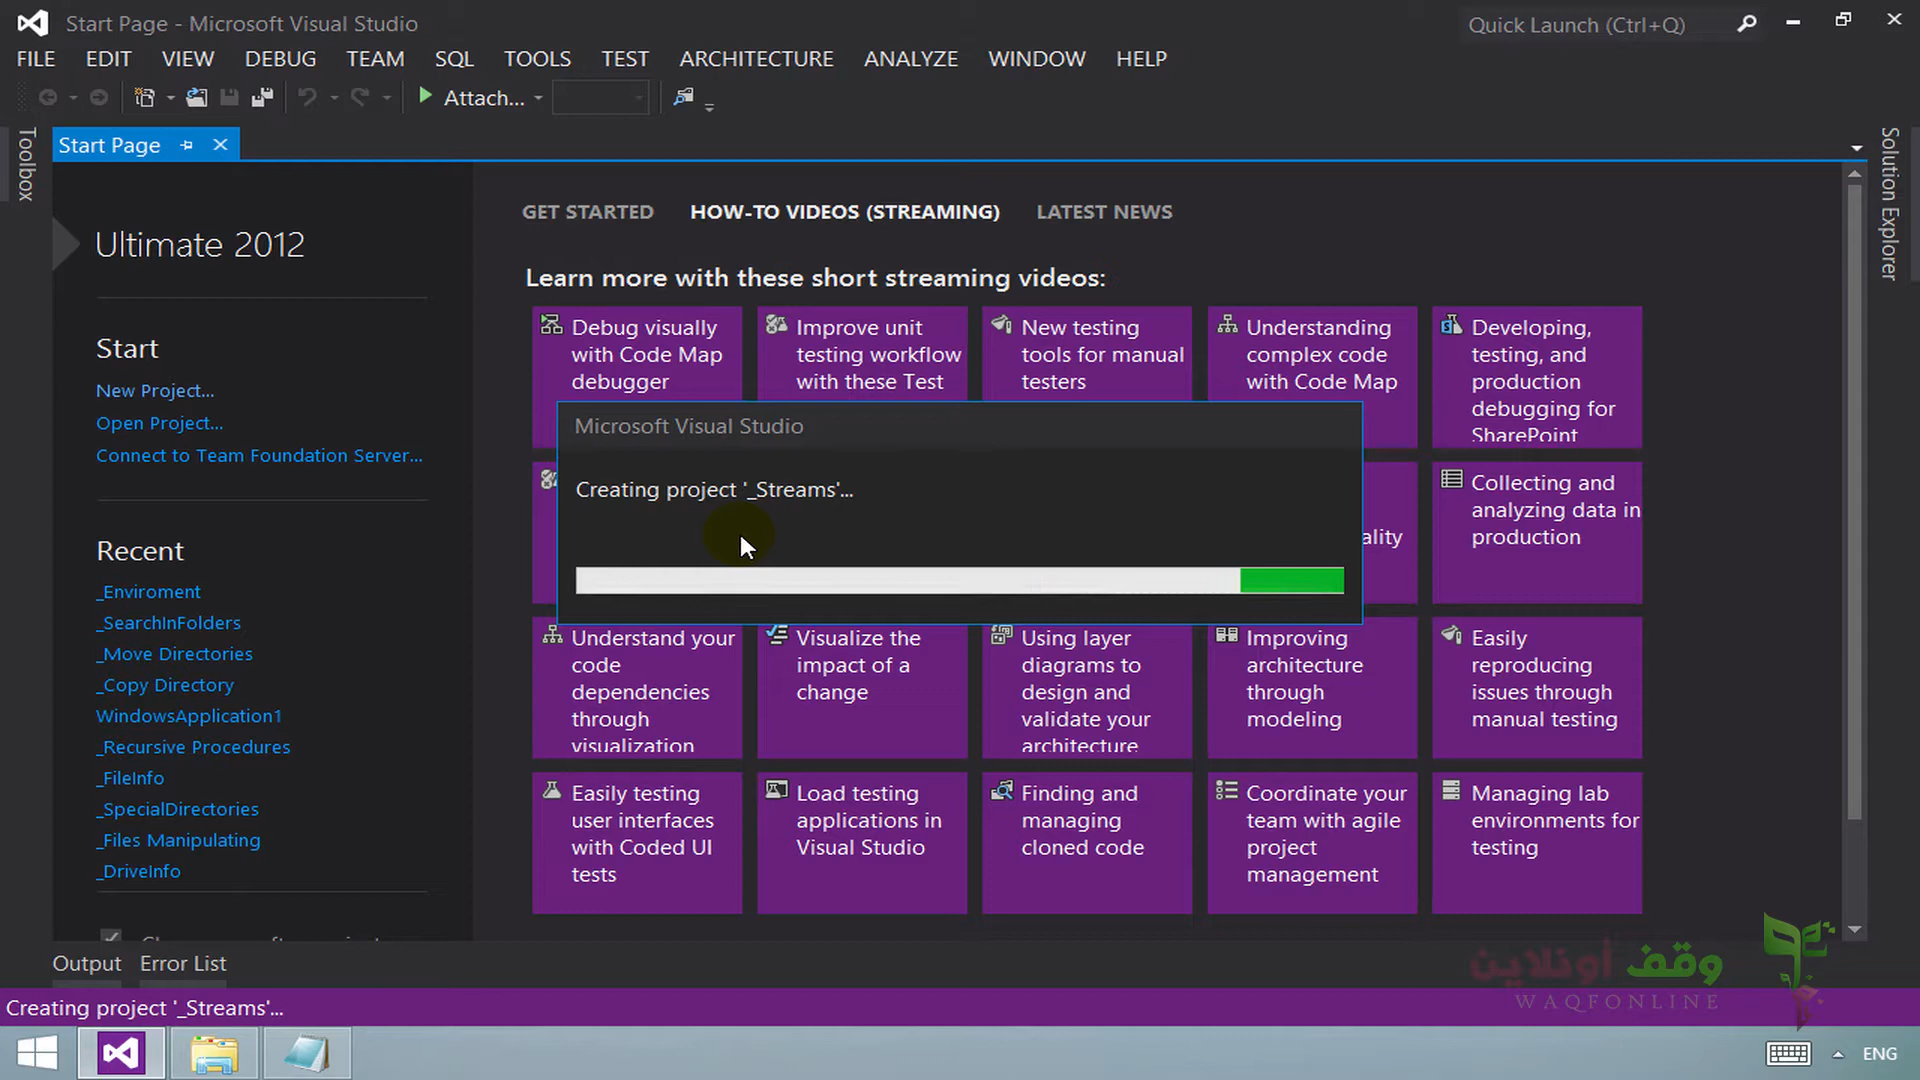 Start Page - Microsoft Visual Studio
Quick Launch (Ctrl+Q)
FILE EDIT VIEW DEBUG TEAM SQL TOOLS TEST ARCHITECTURE ANALYZE WINDOW HELP
Attach...
Toolbox
Start Page
Solution Explorer
Ultimate 2012
Start
New Project...
Open Project...
Connect to Team Foundation Server...
Recent
_Enviroment
_SearchInFolders
_Move Directories
_Copy Directory
WindowsApplication1
_Recursive Procedures
_FileInfo
_SpecialDirectories
_Files Manipulating
_DriveInfo
GET STARTED HOW-TO VIDEOS (STREAMING) LATEST NEWS
Learn more with these short streaming videos:
Debug visually
with Code Map
debugger
Improve unit
testing workflow
with these Test
New testing
tools for manual
testers
Understanding
complex code
with Code Map
Developing,
testing, and
production
debugging for
SharePoint
Microsoft Visual Studio
Creating project '_Streams'...
ality
Collecting and
analyzing data in
production
Understand your
code
dependencies
through
visualization
Visualize the
impact of a
change
Using layer
diagrams to
design and
validate your
architecture
Improving
architecture
through
modeling
Easily
reproducing
issues through
manual testing
Easily testing
user interfaces
with Coded UI
tests
Load testing
applications in
Visual Studio
Finding and
managing
cloned code
Coordinate your
team with agile
project
management
Managing lab
environments for
testing
Output Error List
وقف أونلاين
WAQFONLINE
Creating project '_Streams'...
ENG